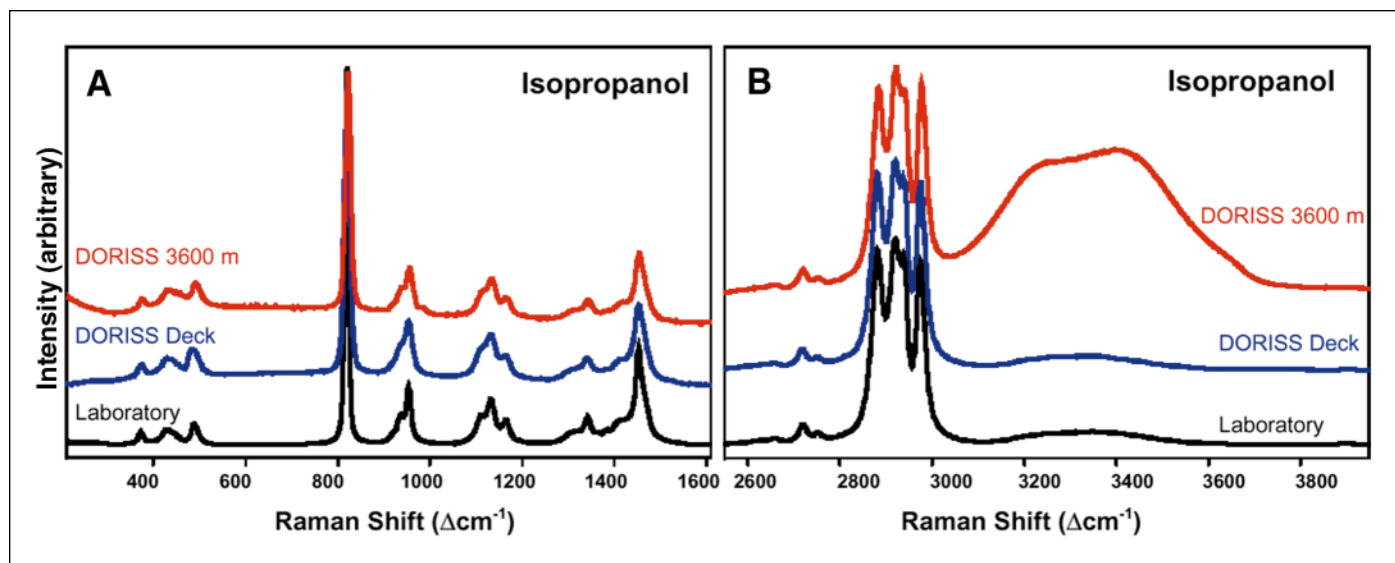 A
Isopropanol
Intensity (arbitrary)
DORISS 3600 m
DORISS Deck
Laboratory
400 600 800 1000 1200 1400 1600
Raman Shift (Δcm⁻¹)
B
Isopropanol
DORISS 3600 m
DORISS Deck
Laboratory
2600 2800 3000 3200 3400 3600 3800
Raman Shift (Δcm⁻¹)